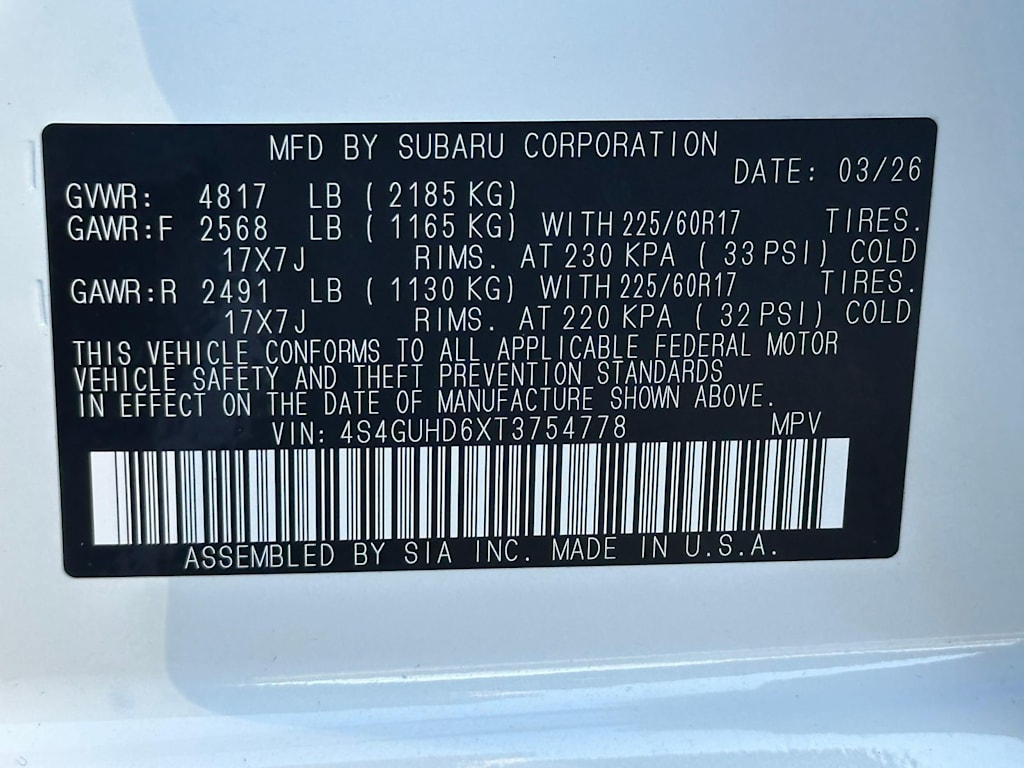 MFD BY SUBARU CORPORATION
DATE: 03/26
GVWR: 4817 LB (2185 KG)
GAWR:F 2568 LB (1165 KG) WITH 225/60R17 TIRES.
17X7J RIMS. AT 230 KPA (33 PSI) COLD
GAWR:R 2491 LB (1130 KG) WITH 225/60R17 TIRES.
17X7J RIMS. AT 220 KPA (32 PSI) COLD
THIS VEHICLE CONFORMS TO ALL APPLICABLE FEDERAL MOTOR
VEHICLE SAFETY AND THEFT PREVENTION STANDARDS
IN EFFECT ON THE DATE OF MANUFACTURE SHOWN ABOVE.
VIN: 4S4GUHD6XT3754778 MPV
ASSEMBLED BY SIA INC. MADE IN U.S.A.